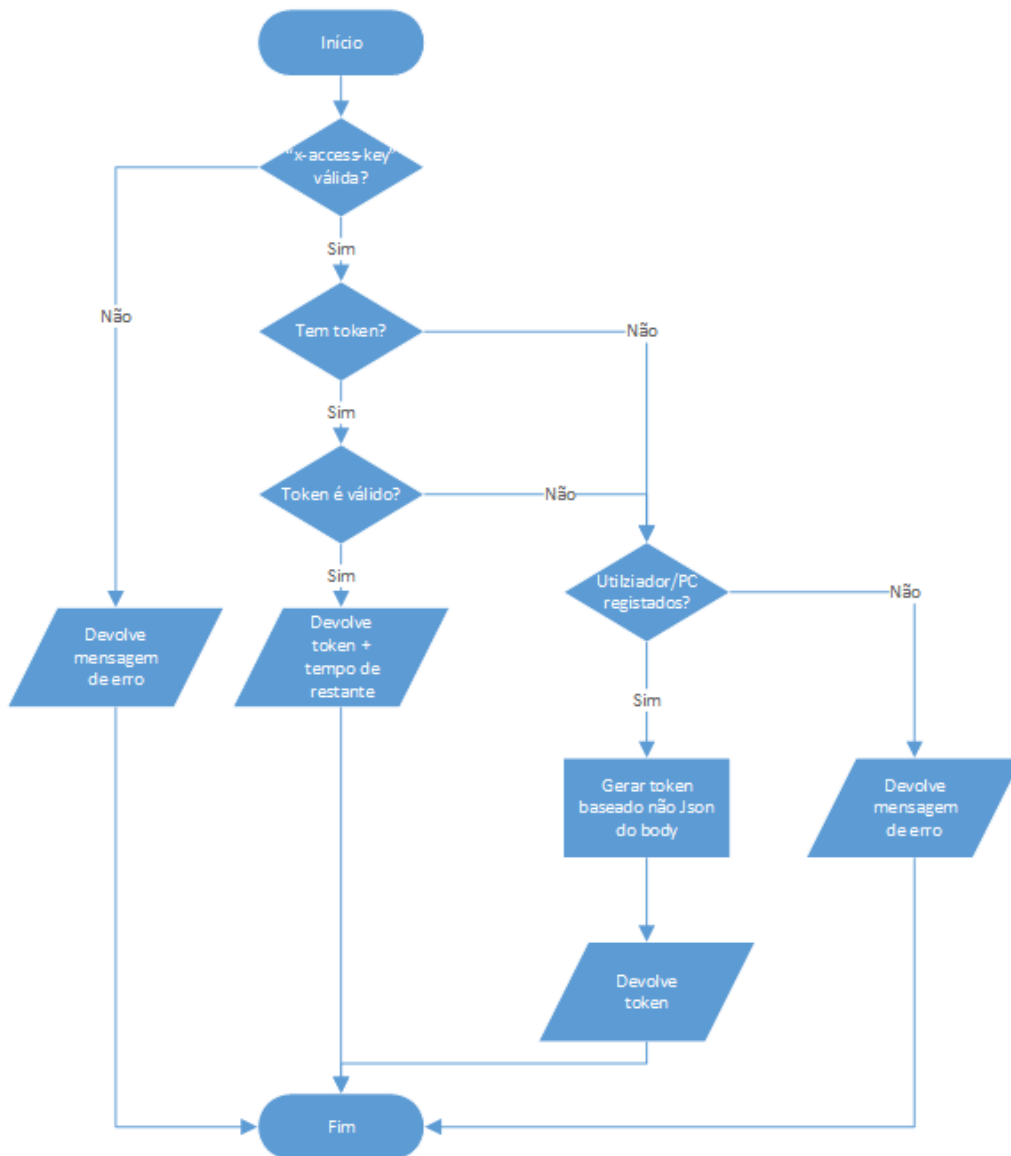 Início
"x-access-key"
válida?
Sim
Não
Tem token?
Não
Sim
Token é válido?
Não
Sim
Utilziador/PC
registados?
Não
Devolve
mensagem
de erro
Devolve
token +
tempo de
restante
Sim
Gerar token
baseado não Json
do body
Devolve
mensagem
de erro
Devolve
token
Fim